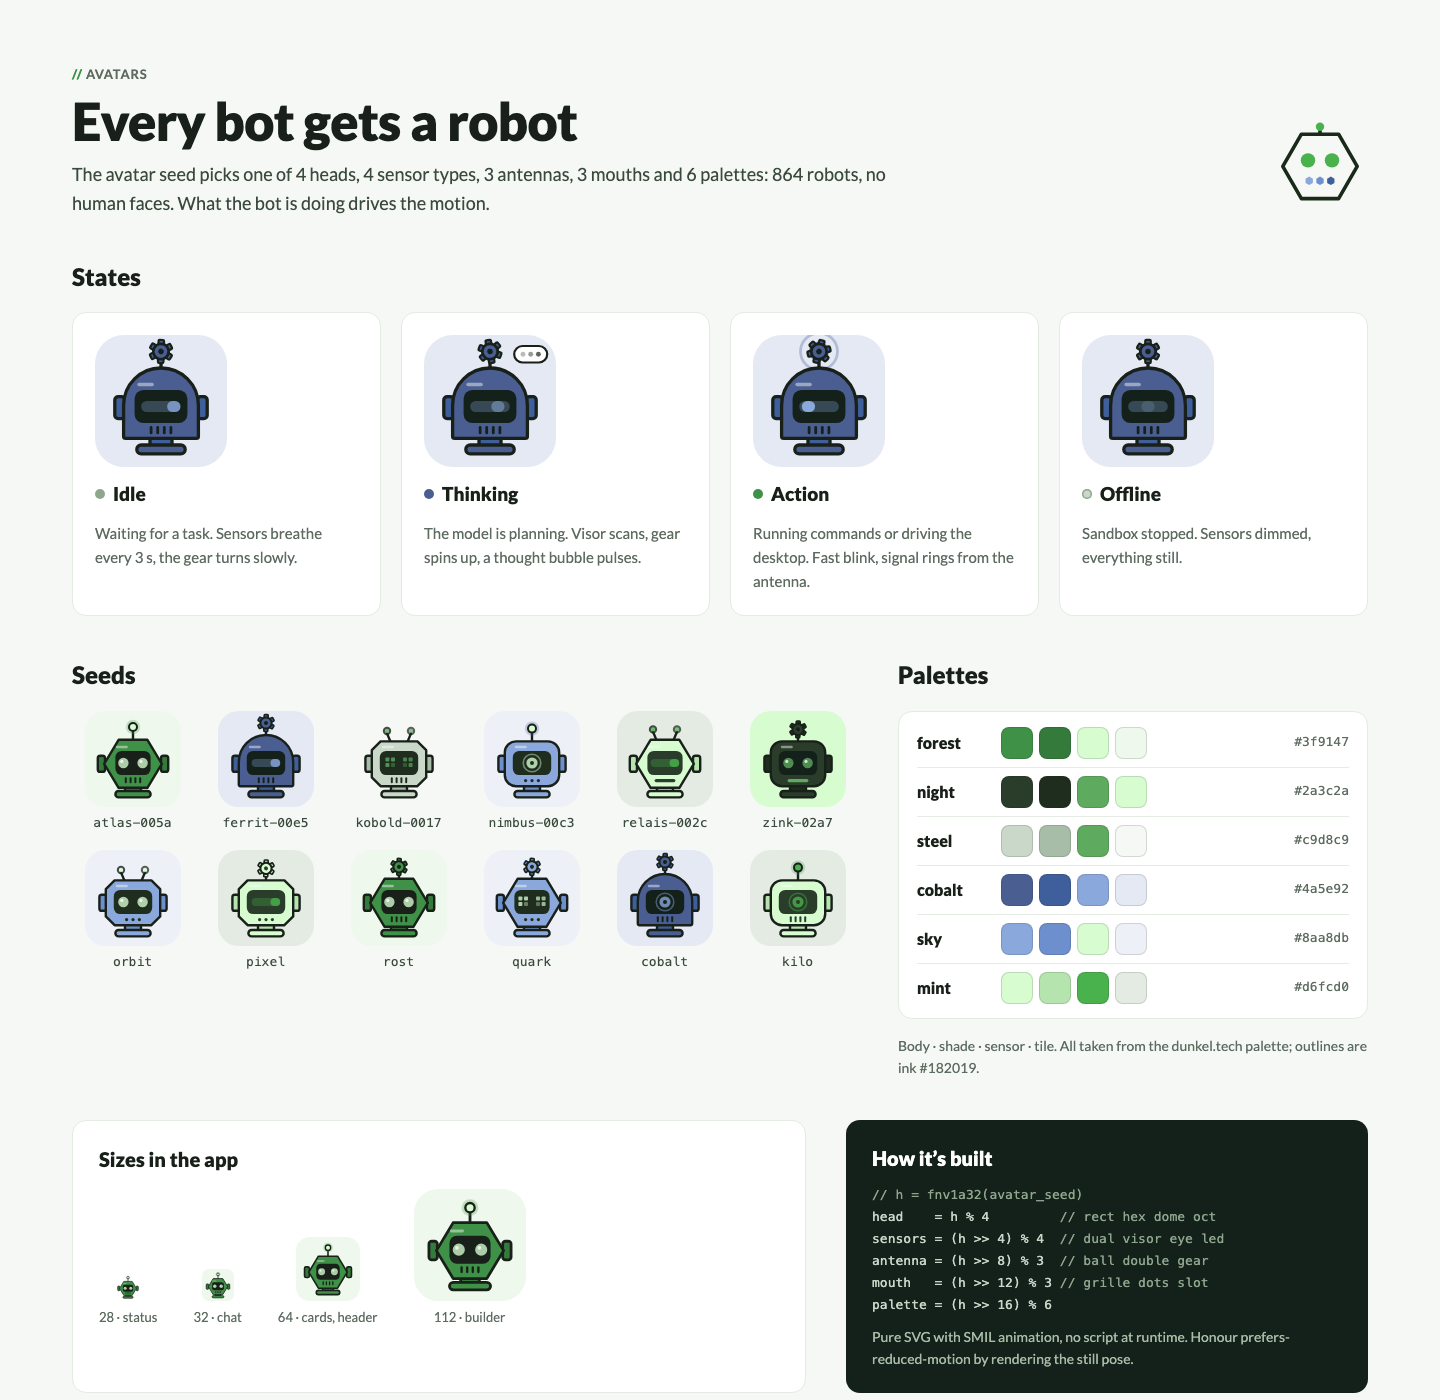 // AVATARS
Every bot gets a robot
The avatar seed picks one of 4 heads, 4 sensor types, 3 antennas, 3 mouths and 6 palettes: 864 robots, no
human faces. What the bot is doing drives the motion.
States
Idle
Waiting for a task. Sensors breathe
every 3 s, the gear turns slowly.
Thinking
The model is planning. Visor scans, gear
spins up, a thought bubble pulses.
Action
Running commands or driving the
desktop. Fast blink, signal rings from the
antenna.
Offline
Sandbox stopped. Sensors dimmed,
everything still.
Seeds
atlas-005a
ferrit-00e5
kobold-0017
nimbus-00c3
relais-002c
zink-02a7
orbit
pixel
rost
quark
cobalt
kilo
Palettes
forest #3f9147
night #2a3c2a
steel #c9d8c9
cobalt #4a5e92
sky #8aa8db
mint #d6fcd0
Body · shade · sensor · tile. All taken from the dunkel.tech palette; outlines are
ink #182019.
Sizes in the app
28 · status
32 · chat
64 · cards, header
112 · builder
How it’s built
// h = fnv1a32(avatar_seed)
head    = h % 4         // rect hex dome oct
sensors = (h >> 4) % 4  // dual visor eye led
antenna = (h >> 8) % 3  // ball double gear
mouth   = (h >> 12) % 3 // grille dots slot
palette = (h >> 16) % 6
Pure SVG with SMIL animation, no script at runtime. Honour prefers-
reduced-motion by rendering the still pose.